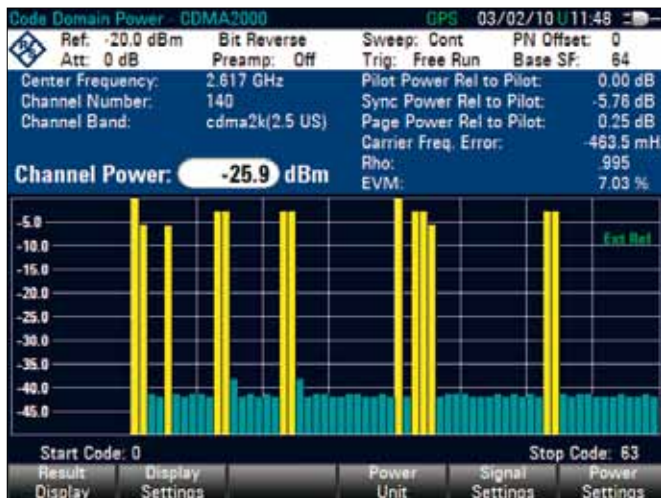 Code Domain Power - CDMA2000 GPS 03/02/10 U 11:48
Ref: -20.0 dBm Bit Reverse Sweep: Cont PN Offset: 0
Att: 0 dB Preamp: Off Trig: Free Run Base SF: 64
Center Frequency: 2.617 GHz Pilot Power Rel to Pilot: 0.00 dB
Channel Number: 140 Sync Power Rel to Pilot: -5.76 dB
Channel Band: cdma2k(2.5 US) Page Power Rel to Pilot: 0.25 dB
Carrier Freq. Error: -463.5 mH
Rho: .995
Channel Power: -25.9 dBm EVM: 7.03 %
-5.0
Ext Ref
-10.0
-15.0
-20.0
-25.0
-30.0
-35.0
-40.0
-45.0
Start Code: 0 Stop Code: 63
Result Display Power Signal Power
Display Settings Unit Settings Settings